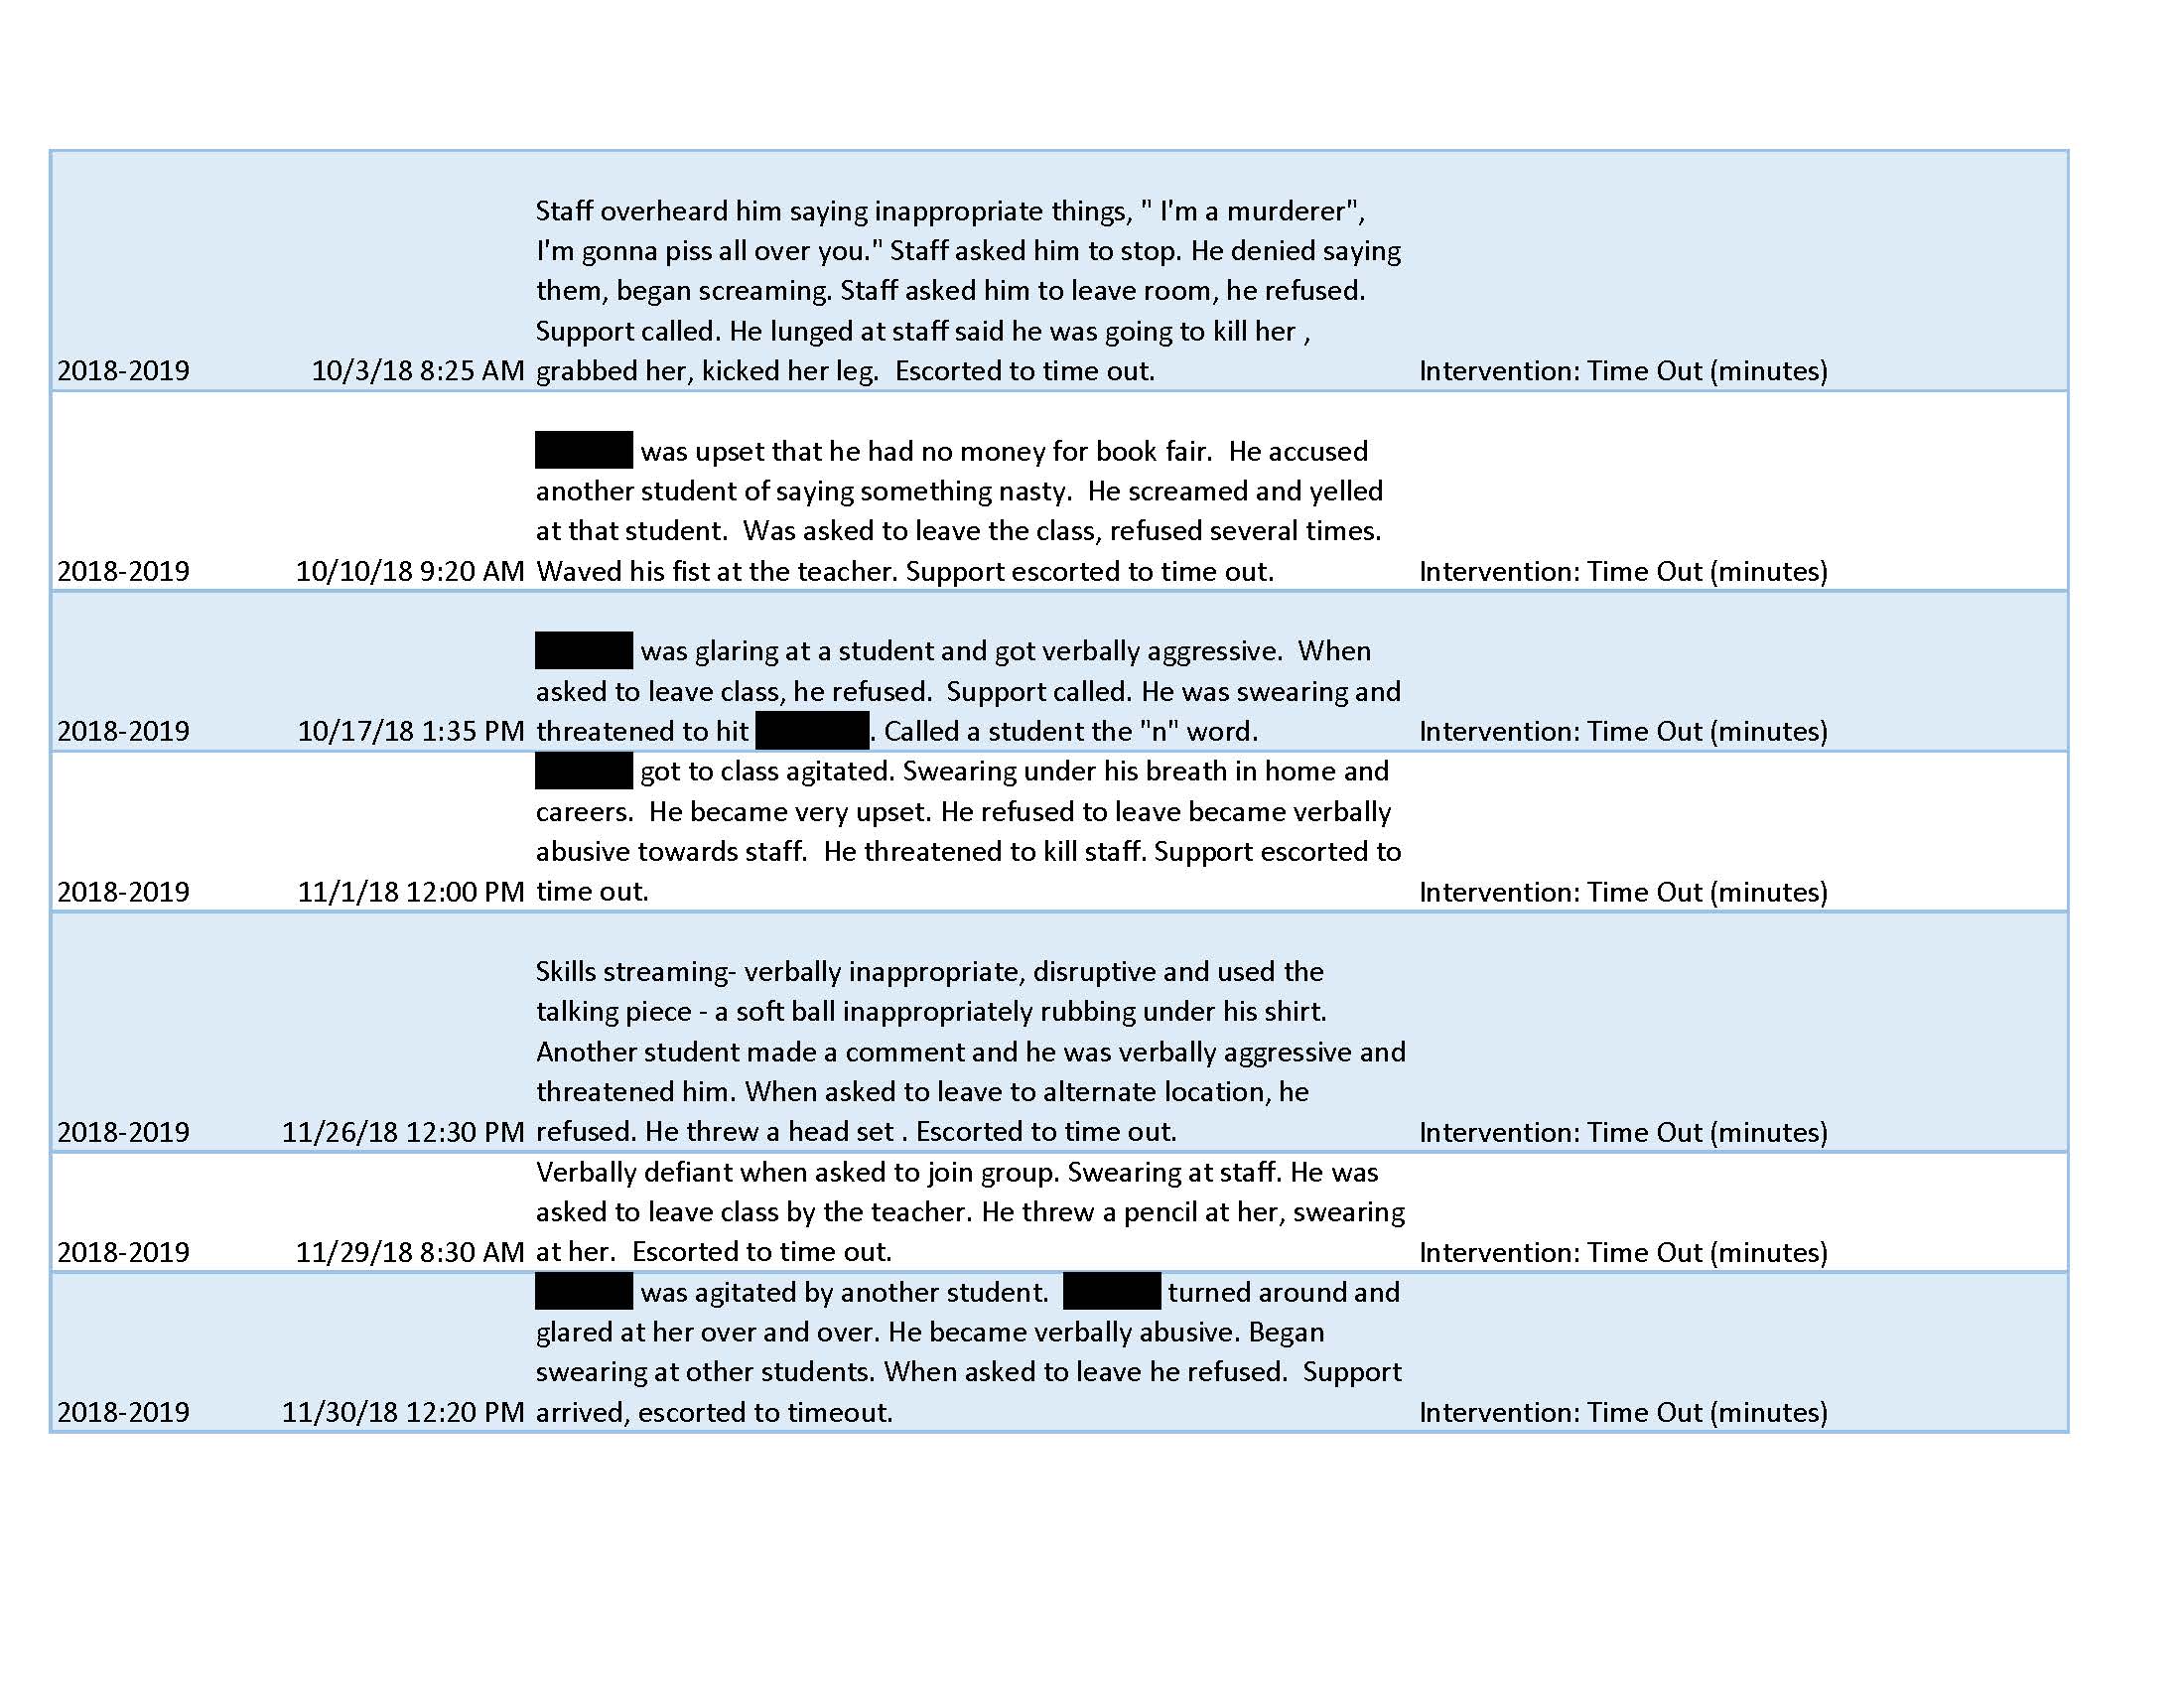 Staff overheard him saying inappropriate things, " I'm a murderer",
I'm gonna piss all over you." Staff asked him to stop. He denied saying
them, began screaming. Staff asked him to leave room, he refused.
Support called. He lunged at staff said he was going to kill her ,
2018-2019 10/3/18 8:25 AM grabbed her, kicked her leg.  Escorted to time out. Intervention: Time Out (minutes)
was upset that he had no money for book fair.  He accused
another student of saying something nasty.  He screamed and yelled
at that student.  Was asked to leave the class, refused several times.
2018-2019 10/10/18 9:20 AM Waved his fist at the teacher. Support escorted to time out. Intervention: Time Out (minutes)
was glaring at a student and got verbally aggressive.  When
asked to leave class, he refused.  Support called. He was swearing and
2018-2019 10/17/18 1:35 PM threatened to hit . Called a student the "n" word. Intervention: Time Out (minutes)
got to class agitated. Swearing under his breath in home and
careers.  He became very upset. He refused to leave became verbally
abusive towards staff.  He threatened to kill staff. Support escorted to
2018-2019 11/1/18 12:00 PM time out. Intervention: Time Out (minutes)
Skills streaming- verbally inappropriate, disruptive and used the
talking piece - a soft ball inappropriately rubbing under his shirt.
Another student made a comment and he was verbally aggressive and
threatened him. When asked to leave to alternate location, he
2018-2019 11/26/18 12:30 PM refused. He threw a head set . Escorted to time out. Intervention: Time Out (minutes)
Verbally defiant when asked to join group. Swearing at staff. He was
asked to leave class by the teacher. He threw a pencil at her, swearing
2018-2019 11/29/18 8:30 AM at her.  Escorted to time out. Intervention: Time Out (minutes)
was agitated by another student.  turned around and
glared at her over and over. He became verbally abusive. Began
swearing at other students. When asked to leave he refused.  Support
2018-2019 11/30/18 12:20 PM arrived, escorted to timeout. Intervention: Time Out (minutes)